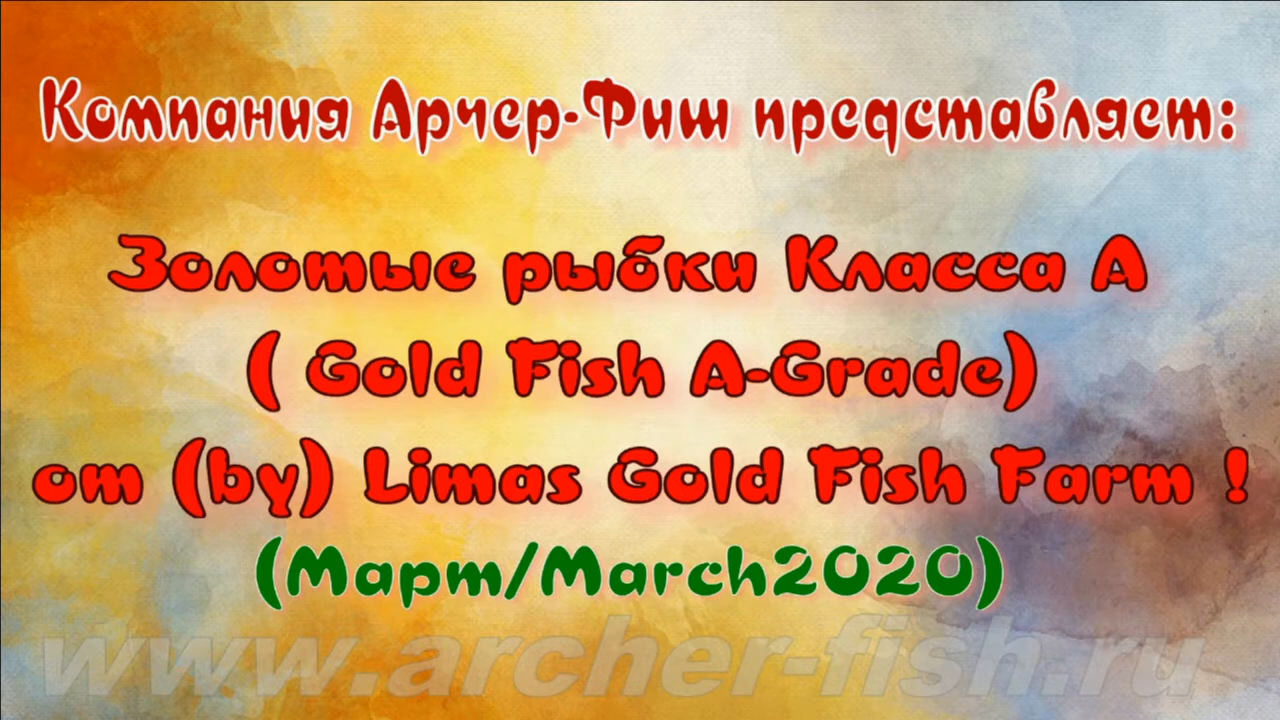 Компания Арчер-Фиш представляет:
Золотые рыбки Класса А
( Gold Fish A-Grade)
от (by) Limas Gold Fish Farm !
(Март/March2020)
www.archer-fish.ru